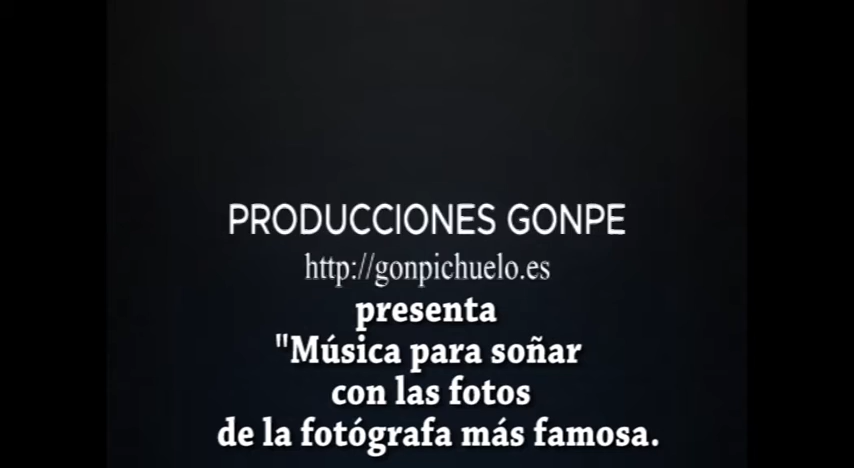 PRODUCCIONES GONPE
http://gonpichuelo.es
presenta
"Música para soñar
con las fotos
de la fotógrafa más famosa.